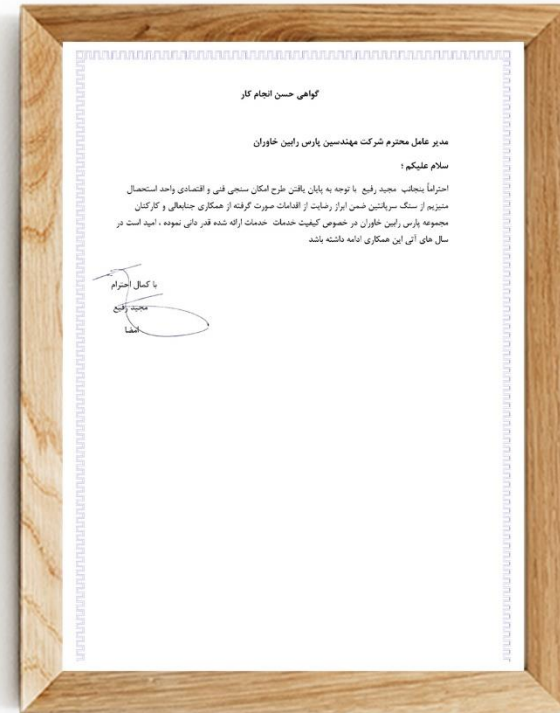 گواهی حسن انجام کار
مدیر عامل محترم شرکت مهندسین پارس رابین خاوران
سلام علیکم ؛
احتراماً ینجانب مجید رفیع با توجه به پایان یافتن طرح امکان سنجی فنی و اقتصادی واحد استحصال
منیزیم از سنگ سرپانتین ضمن ابراز رضایت از اقدامات صورت گرفته از همکاری جنابعالی و کارکنان
مجموعه پارس رابین خاوران در خصوص کیفیت خدمات خدمات ارائه شده قدر دانی نموده ، امید است در
سال های آتی این همکاری ادامه داشته باشد
با کمال احترام
مجید رفیع
امضا